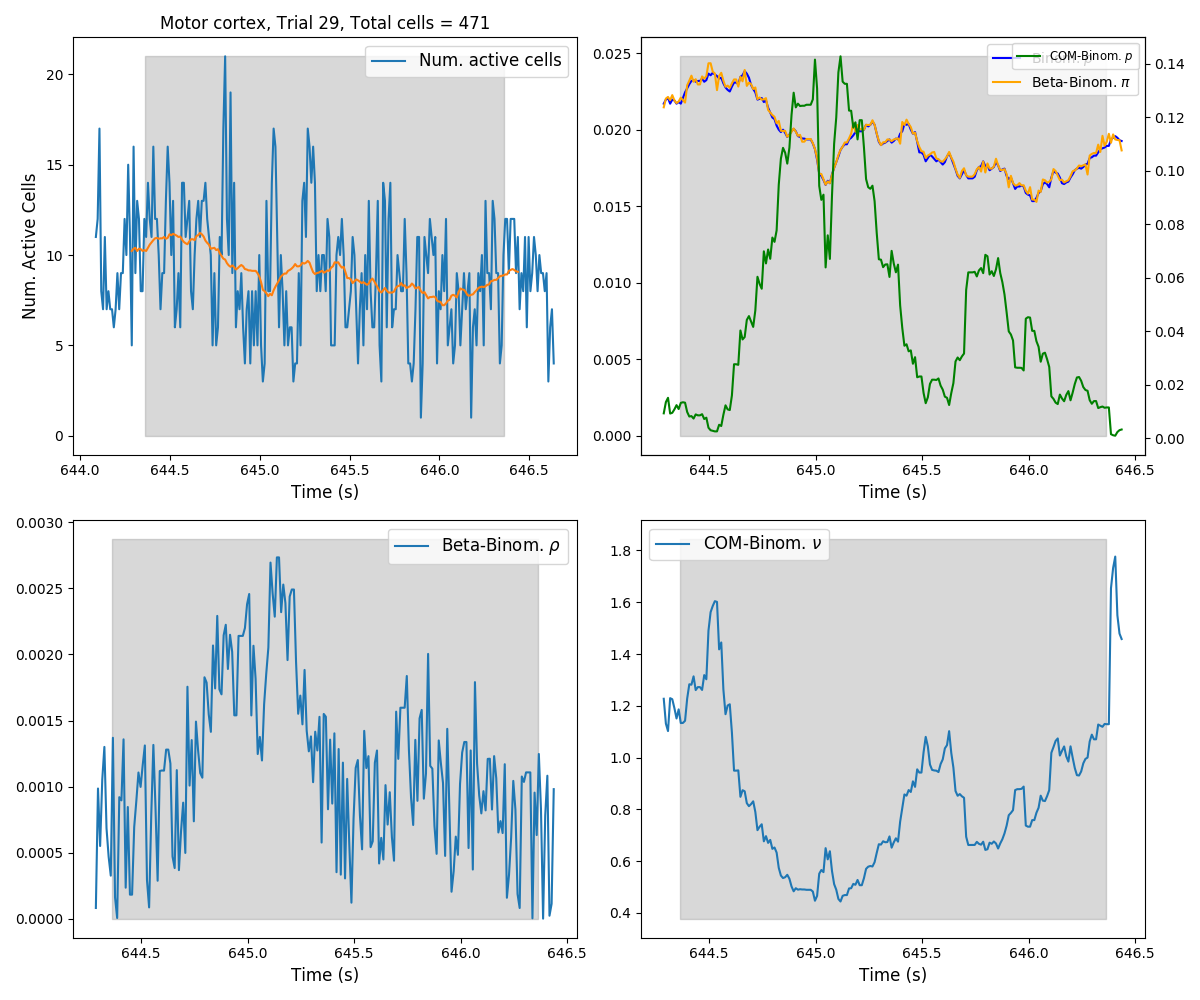 Motor cortex, Trial 29, Total cells = 471
Num. active cells
Num. Active Cells
20
15
10
5
0
644.0 644.5 645.0 645.5 646.0 646.5
Time (s)
COM-Binom. p
Binom. p
Beta-Binom. π
0.025
0.020
0.015
0.010
0.005
0.000
0.14
0.12
0.10
0.08
0.06
0.04
0.02
0.00
644.5 645.0 645.5 646.0 646.5
Time (s)
Beta-Binom. ρ
0.0030
0.0025
0.0020
0.0015
0.0010
0.0005
0.0000
644.5 645.0 645.5 646.0 646.5
Time (s)
COM-Binom. ν
1.8
1.6
1.4
1.2
1.0
0.8
0.6
0.4
644.5 645.0 645.5 646.0 646.5
Time (s)